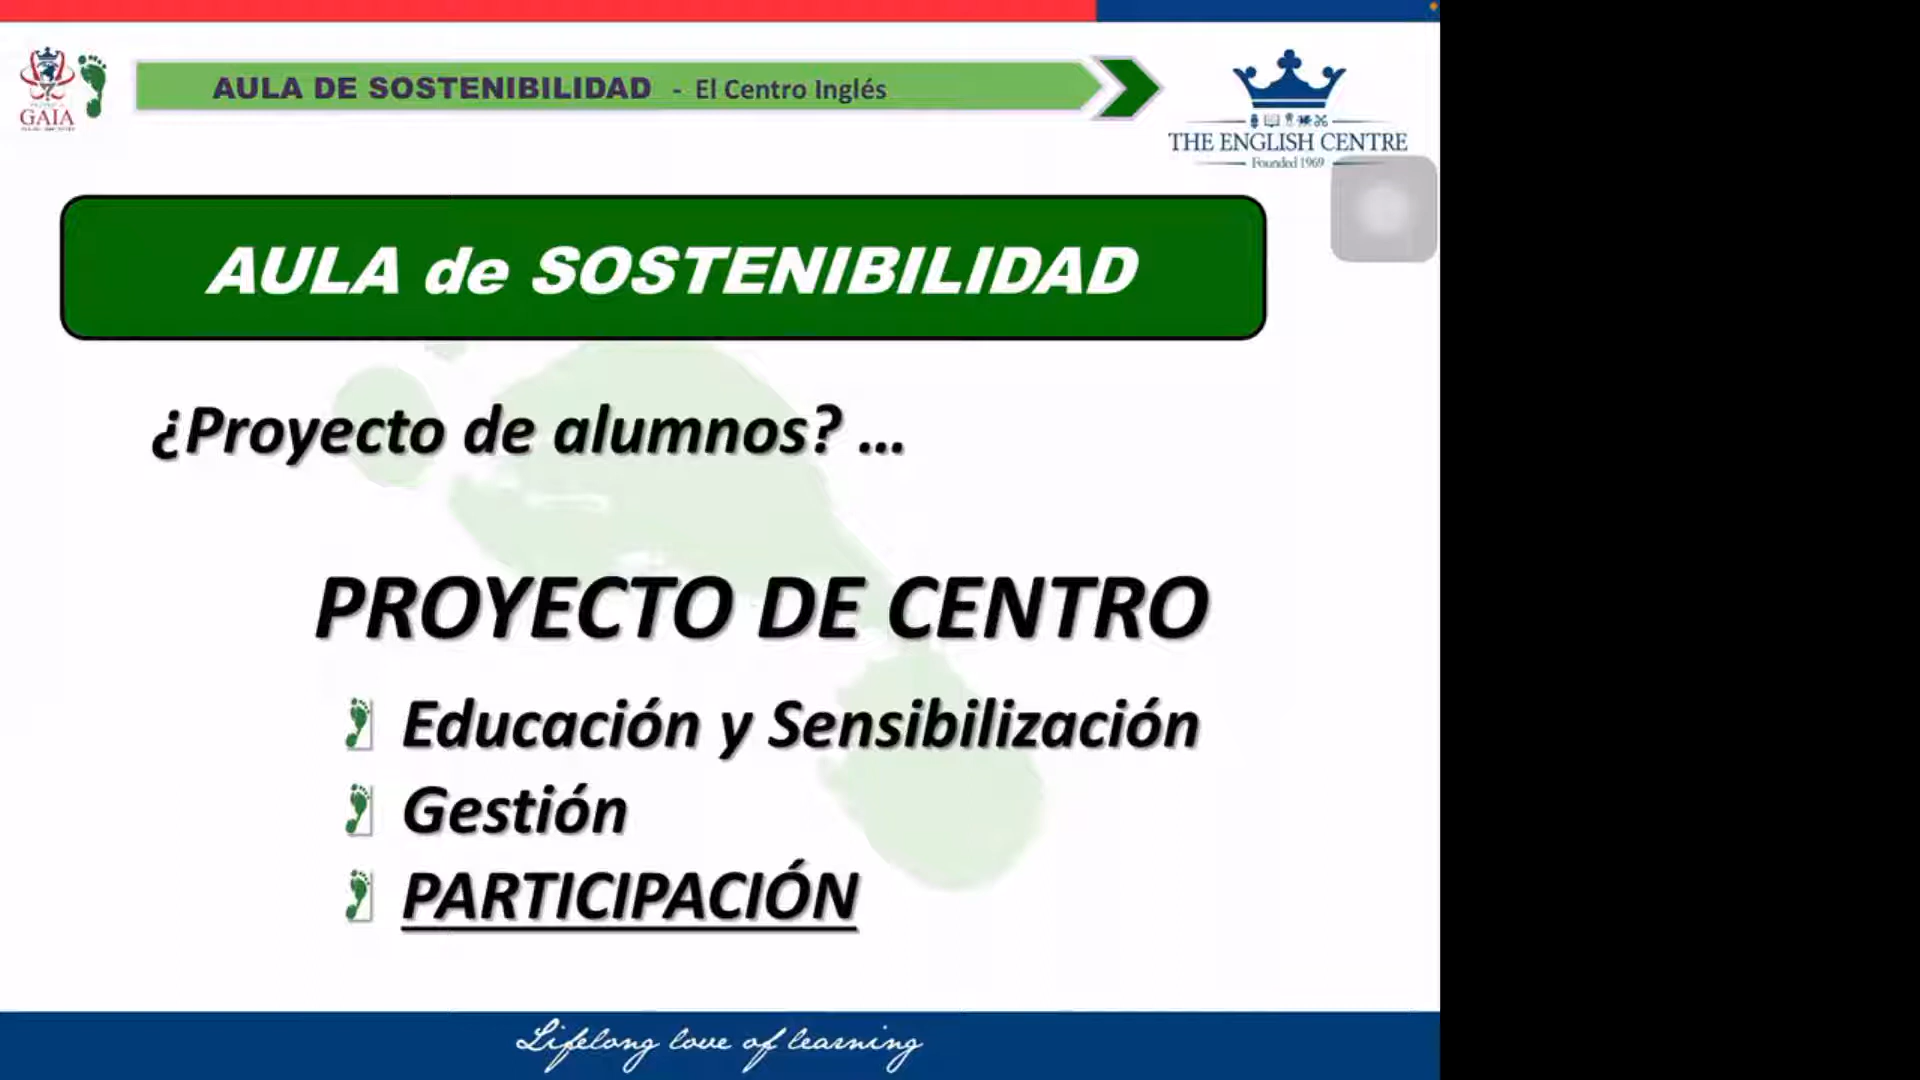 GAIA
AULA DE SOSTENIBILIDAD - El Centro Inglés
THE ENGLISH CENTRE
Founded 1969
AULA de SOSTENIBILIDAD
¿Proyecto de alumnos? ...
PROYECTO DE CENTRO
Educación y Sensibilización
Gestión
PARTICIPACIÓN
Lifelong love of learning